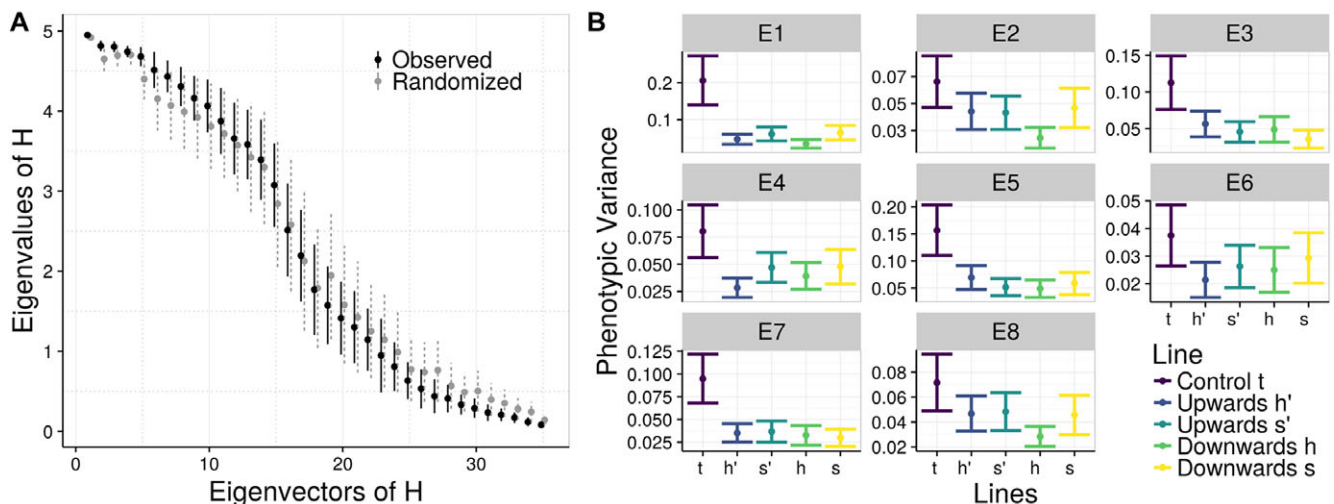 A
5
4
3
2
1
0
0 10 20 30
Eigenvalues of H
Eigenvectors of H
Observed
Randomized
B
Phenotypic Variance
E1
0.2
0.1
E2
0.07
0.05
0.03
E3
0.15
0.10
0.05
E4
0.100
0.075
0.050
0.025
E5
0.20
0.15
0.10
0.05
E6
0.05
0.04
0.03
0.02
t h' s' h s
E7
0.125
0.100
0.075
0.050
0.025
t h' s' h s
E8
0.08
0.06
0.04
0.02
t h' s' h s
Lines
Line
Control t
Upwards h'
Upwards s'
Downwards h
Downwards s